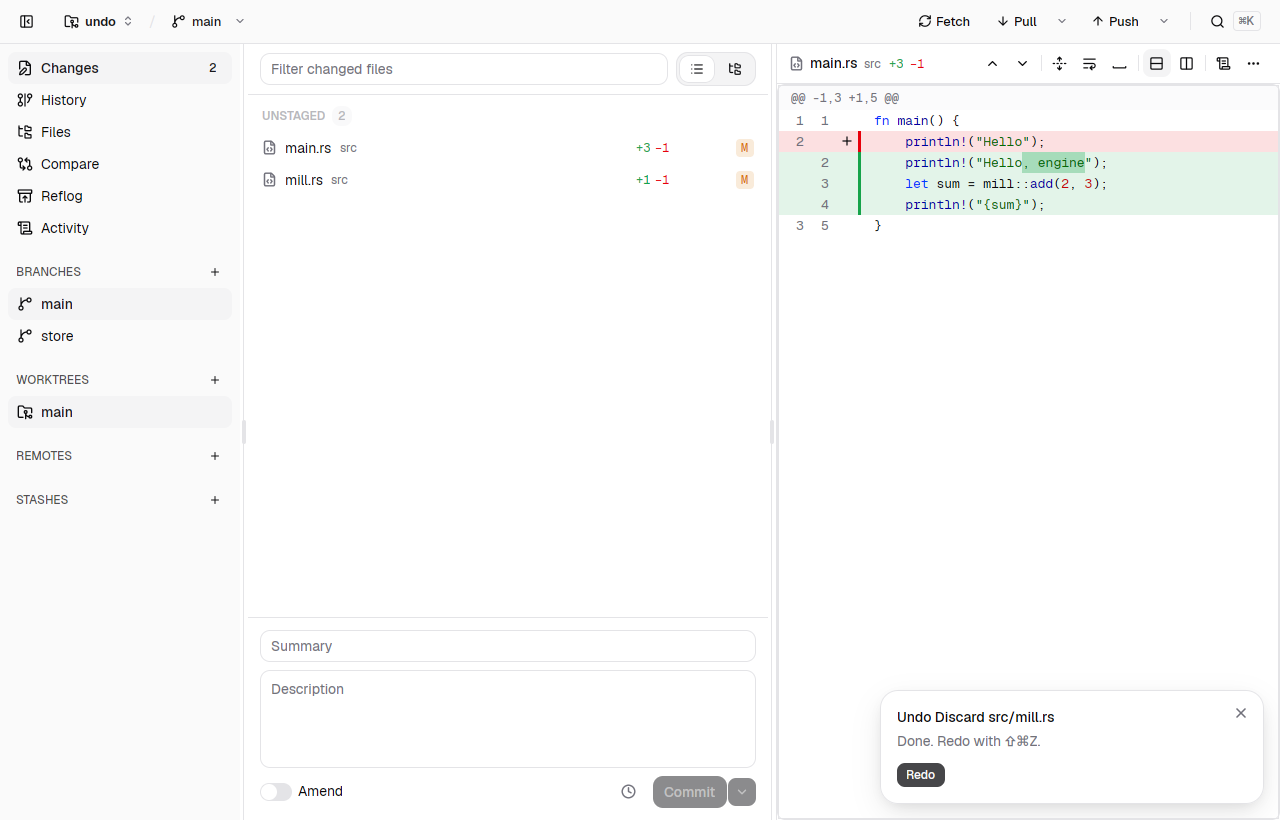 undo / main Fetch Pull Push ⌘K
Changes 2
History
Files
Compare
Reflog
Activity
BRANCHES
main
store
WORKTREES
main
REMOTES
STASHES
Filter changed files
UNSTAGED 2
main.rs src +3 −1 M
mill.rs src +1 −1 M
Summary
Description
Amend Commit
main.rs src +3 −1
@@ -1,3 +1,5 @@
1 1 fn main() {
2 + println!("Hello");
2 println!("Hello, engine");
3 let sum = mill::add(2, 3);
4 println!("{sum}");
3 5 }
Undo Discard src/mill.rs
Done. Redo with ⇧⌘Z.
Redo